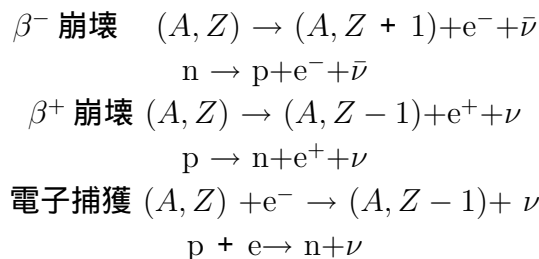 β⁻ 崩壊 (A, Z) → (A, Z + 1)+e⁻+ν̄
n → p+e⁻+ν̄
β⁺ 崩壊 (A, Z) → (A, Z − 1)+e⁺+ν
p → n+e⁺+ν
電子捕獲 (A, Z) +e⁻ → (A, Z − 1)+ ν
p + e→ n+ν